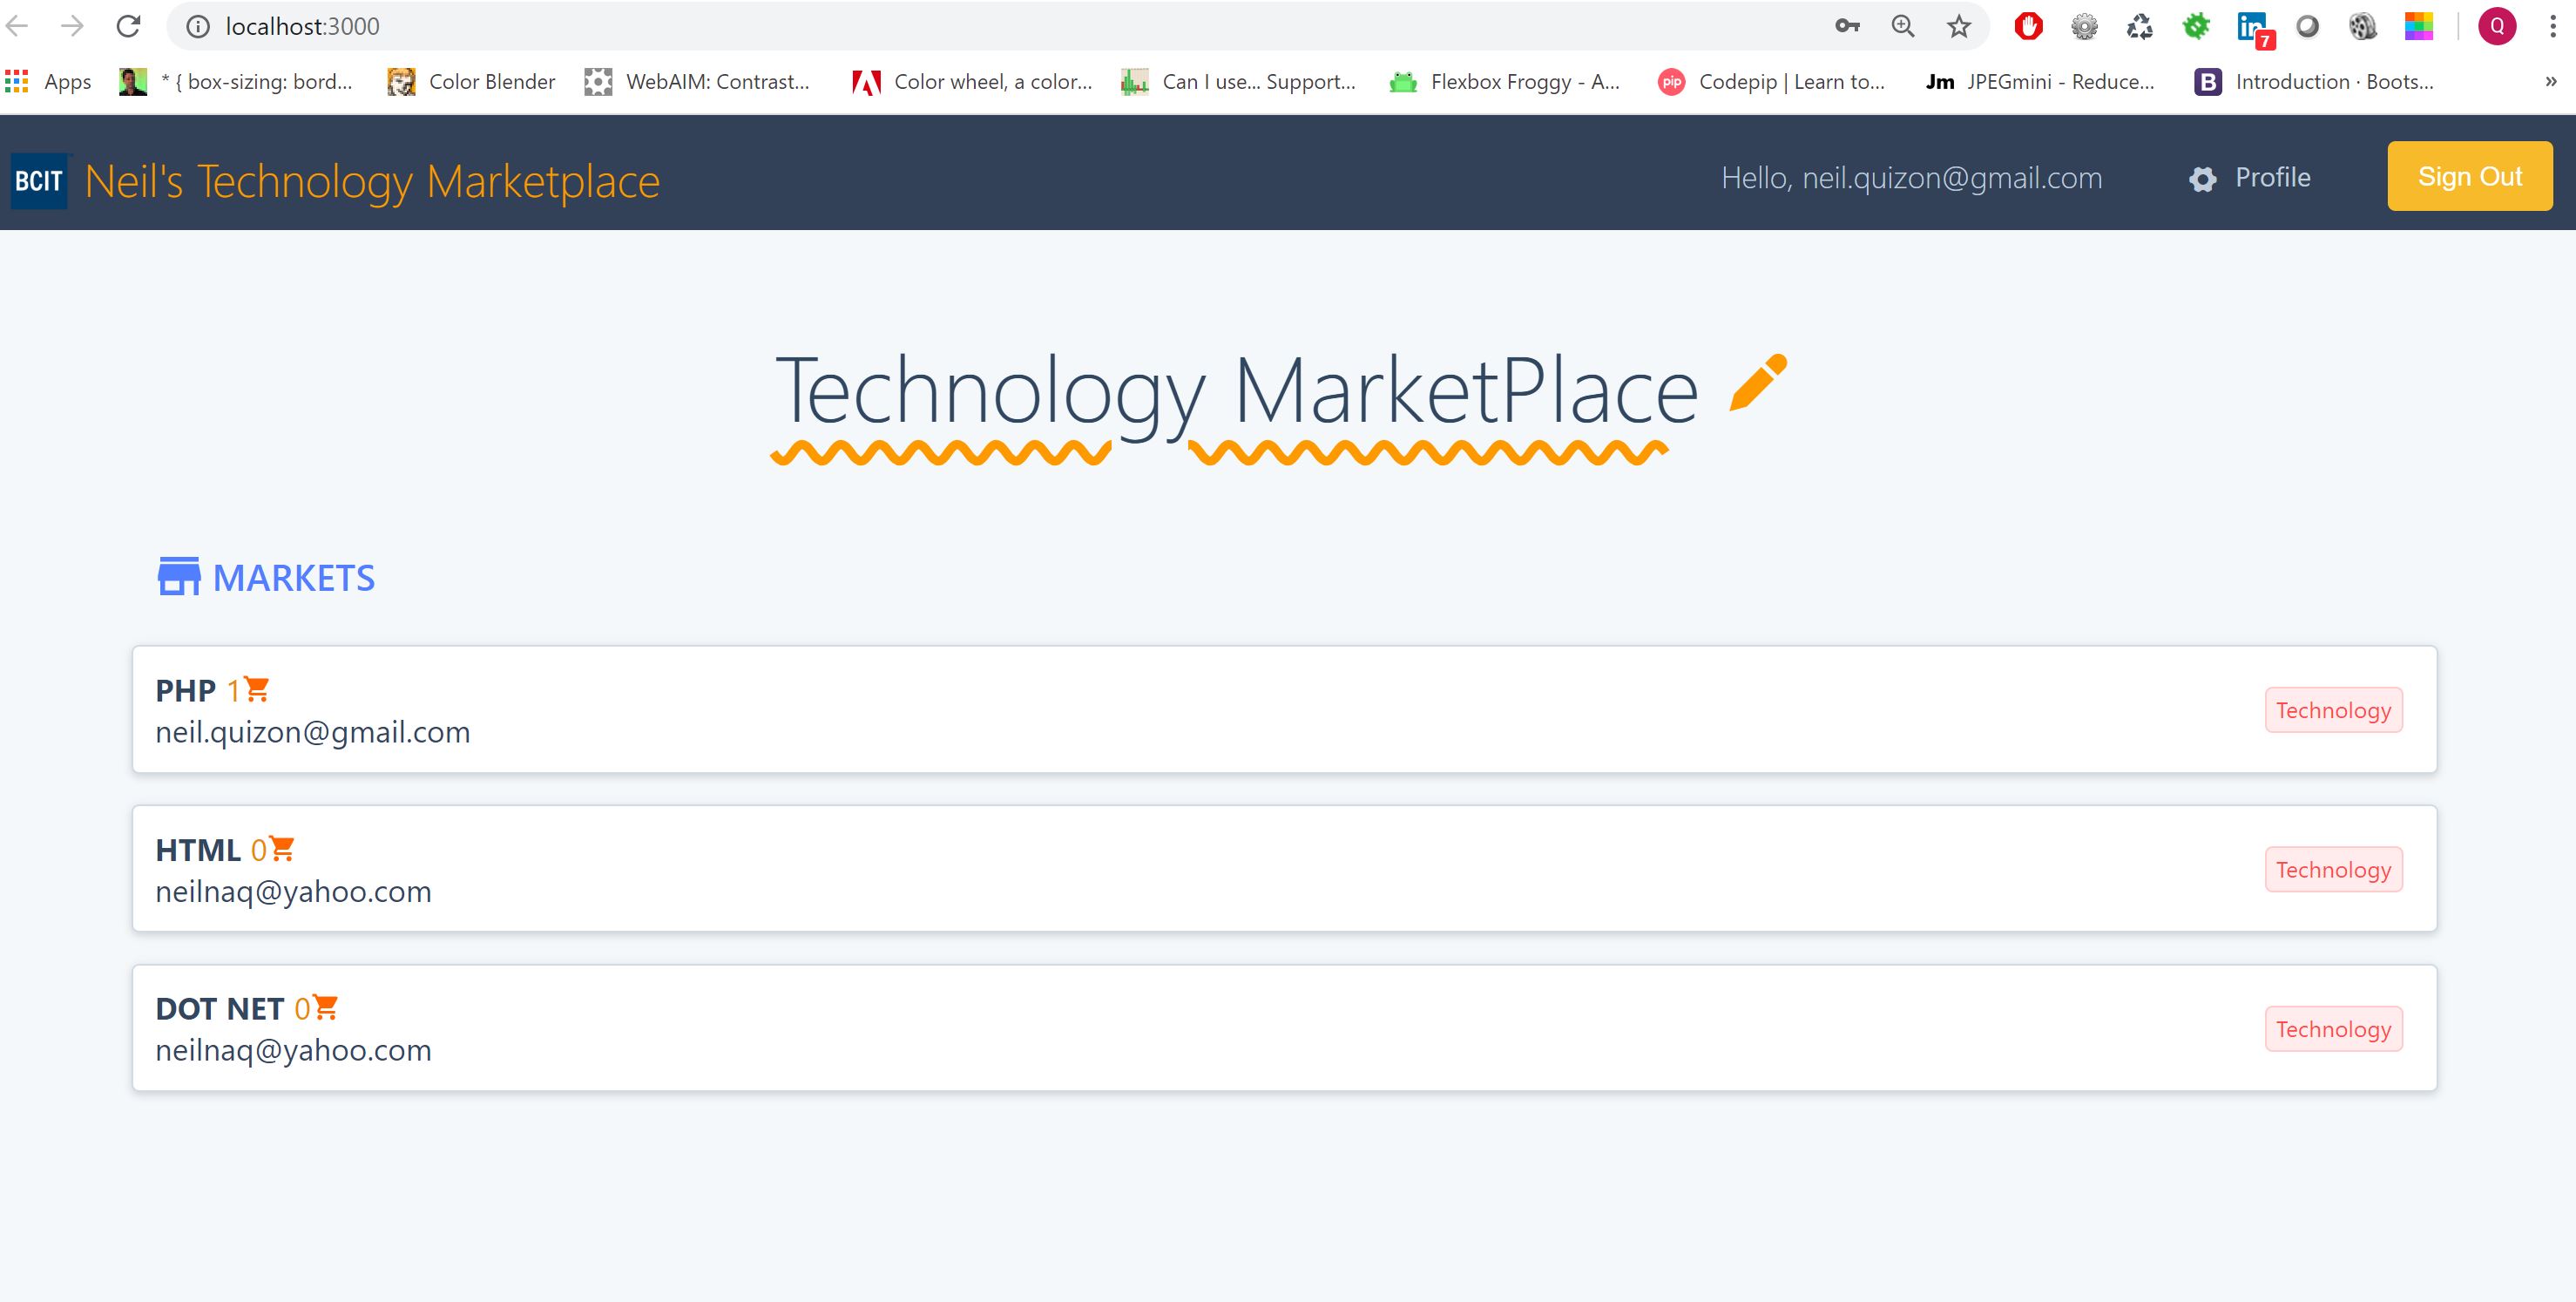 localhost:3000
7
Q
Apps
* { box-sizing: bord...
Color Blender
WebAIM: Contrast...
Color wheel, a color...
Can I use... Support...
Flexbox Froggy - A...
pip
Codepip | Learn to...
Jm
JPEGmini - Reduce...
B
Introduction · Boots...
»
BCIT
Neil's Technology Marketplace
Hello, neil.quizon@gmail.com
Profile
Sign Out
Technology MarketPlace
MARKETS
PHP 1
neil.quizon@gmail.com
Technology
HTML 0
neilnaq@yahoo.com
Technology
DOT NET 0
neilnaq@yahoo.com
Technology